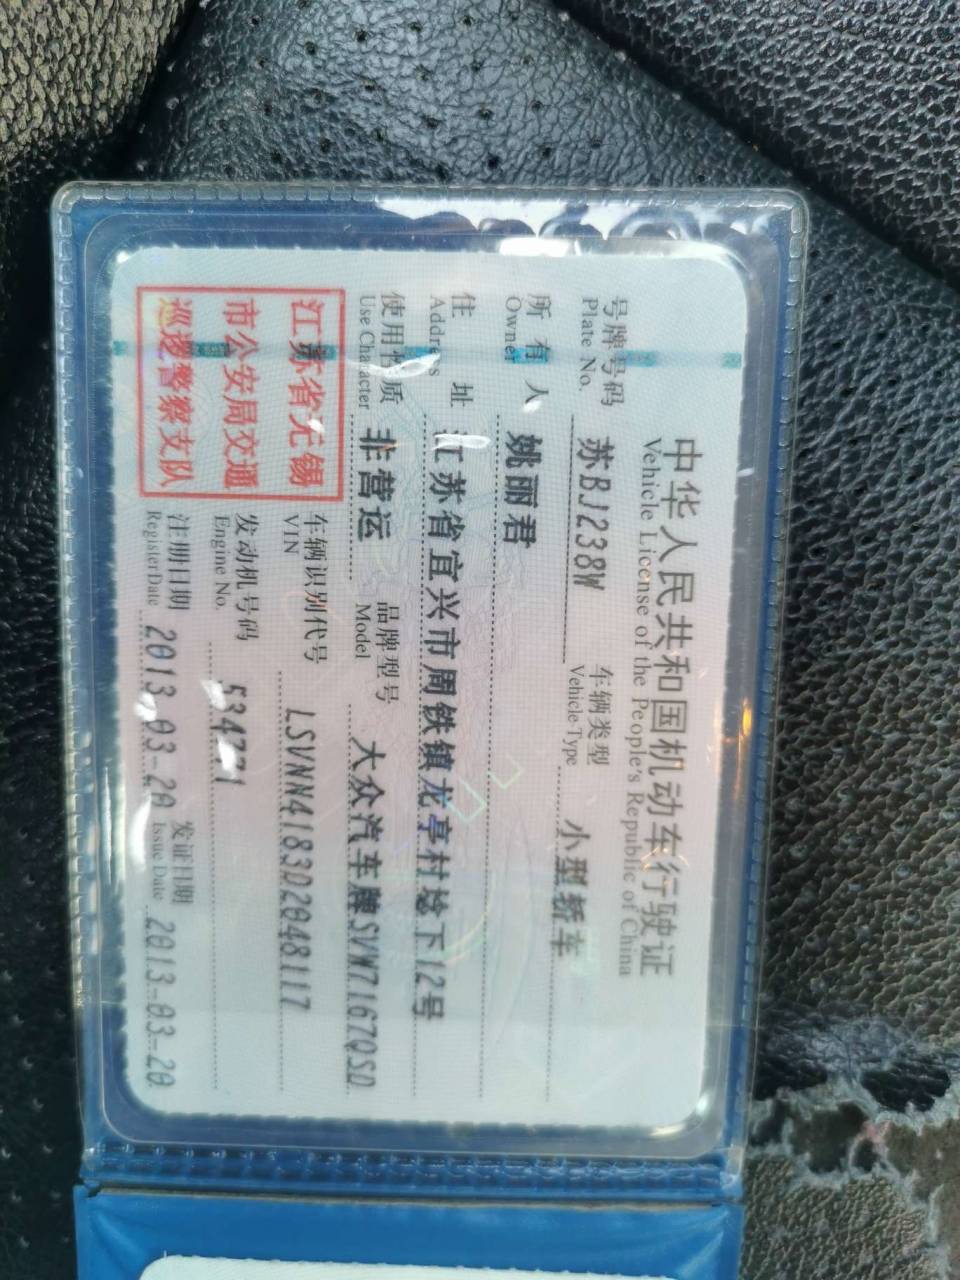 中华人民共和国机动车行驶证
Vehicle License of the People's Republic of China
号牌号码 苏BJ1238W 车辆类型 小型轿车
Plate No. Vehicle Type
所有人 姚丽君
Owner
住址 江苏省宜兴市周铁镇龙亭村埝下12号
Address
使用性质 非营运 品牌型号 大众汽车牌SVW7167QSD
Use Character Model
江苏省无锡
市公安局交通
巡逻警察支队
车辆识别代号 LSVNN4183D2048117
VIN
发动机号码 534771
Engine No.
注册日期 2013-03-20 发证日期 2013-03-20
Register Date Issue Date